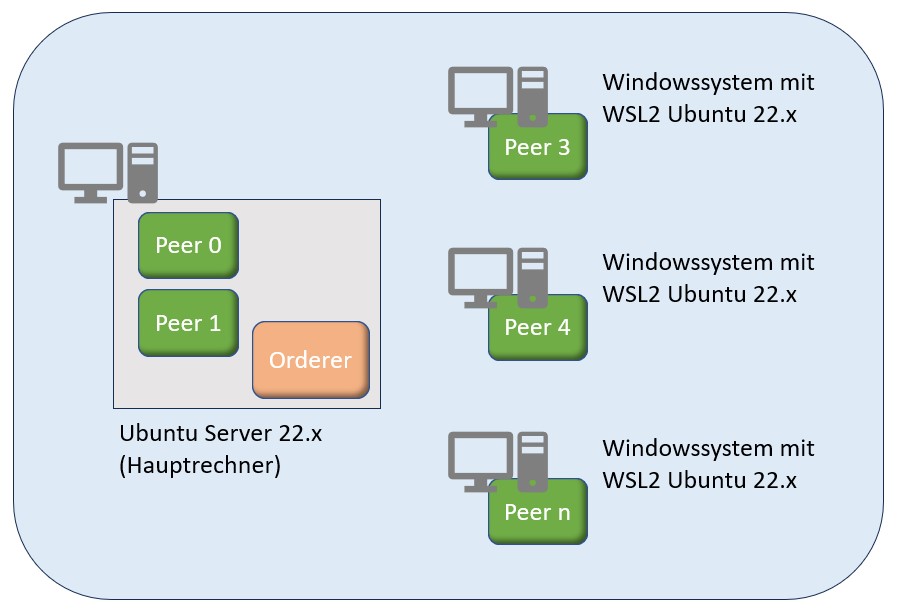 Peer 0
Peer 1
Orderer
Ubuntu Server 22.x
(Hauptrechner)
Windowssystem mit
WSL2 Ubuntu 22.x
Peer 3
Windowssystem mit
WSL2 Ubuntu 22.x
Peer 4
Windowssystem mit
WSL2 Ubuntu 22.x
Peer n